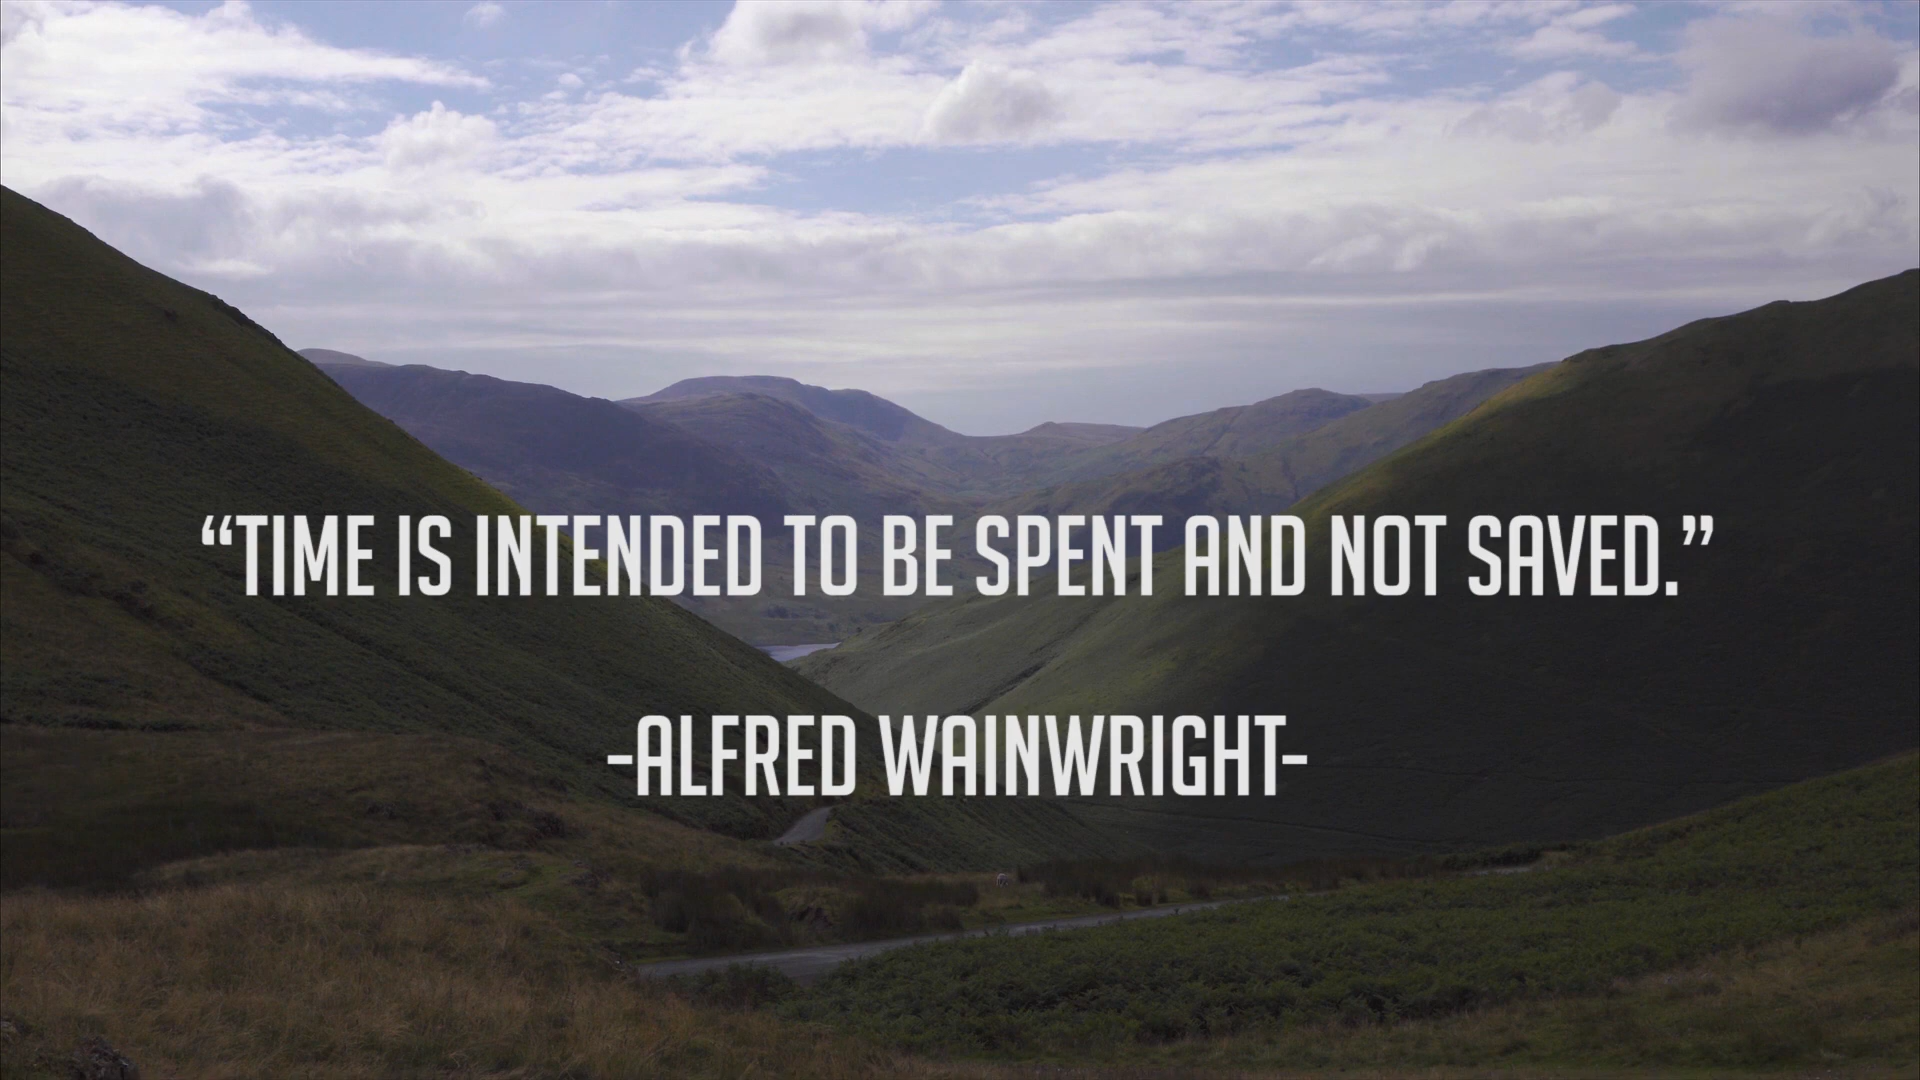 “TIME IS INTENDED TO BE SPENT AND NOT SAVED.”
-ALFRED WAINWRIGHT-